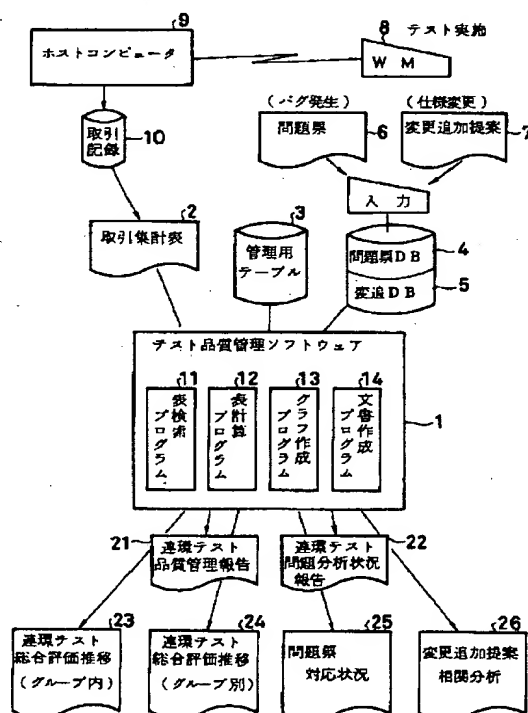 9
ホストコンピュータ
8
テスト実施
W M
取引
記録
10
(バグ発生)
問題票
6
(仕様変更)
変更追加提案
7
入 力
2
取引集計表
3
管理用
テーブル
問題票DB
4
変追DB
5
テスト品質管理ソフトウェア
11
表検索プログラム
12
表計算プログラム
13
グラフ作成プログラム
14
文書作成プログラム
1
21
連環テスト
品質管理報告
22
連環テスト
問題分析状況
報告
23
連環テスト
総合評価推移
(グループ内)
24
連環テスト
総合評価推移
(グループ別)
25
問題票
対応状況
26
変更追加提案
相関分析